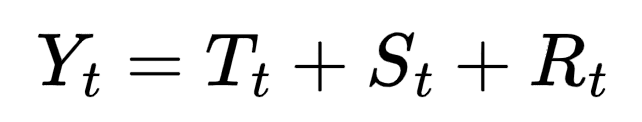 Y_t = T_t + S_t + R_t